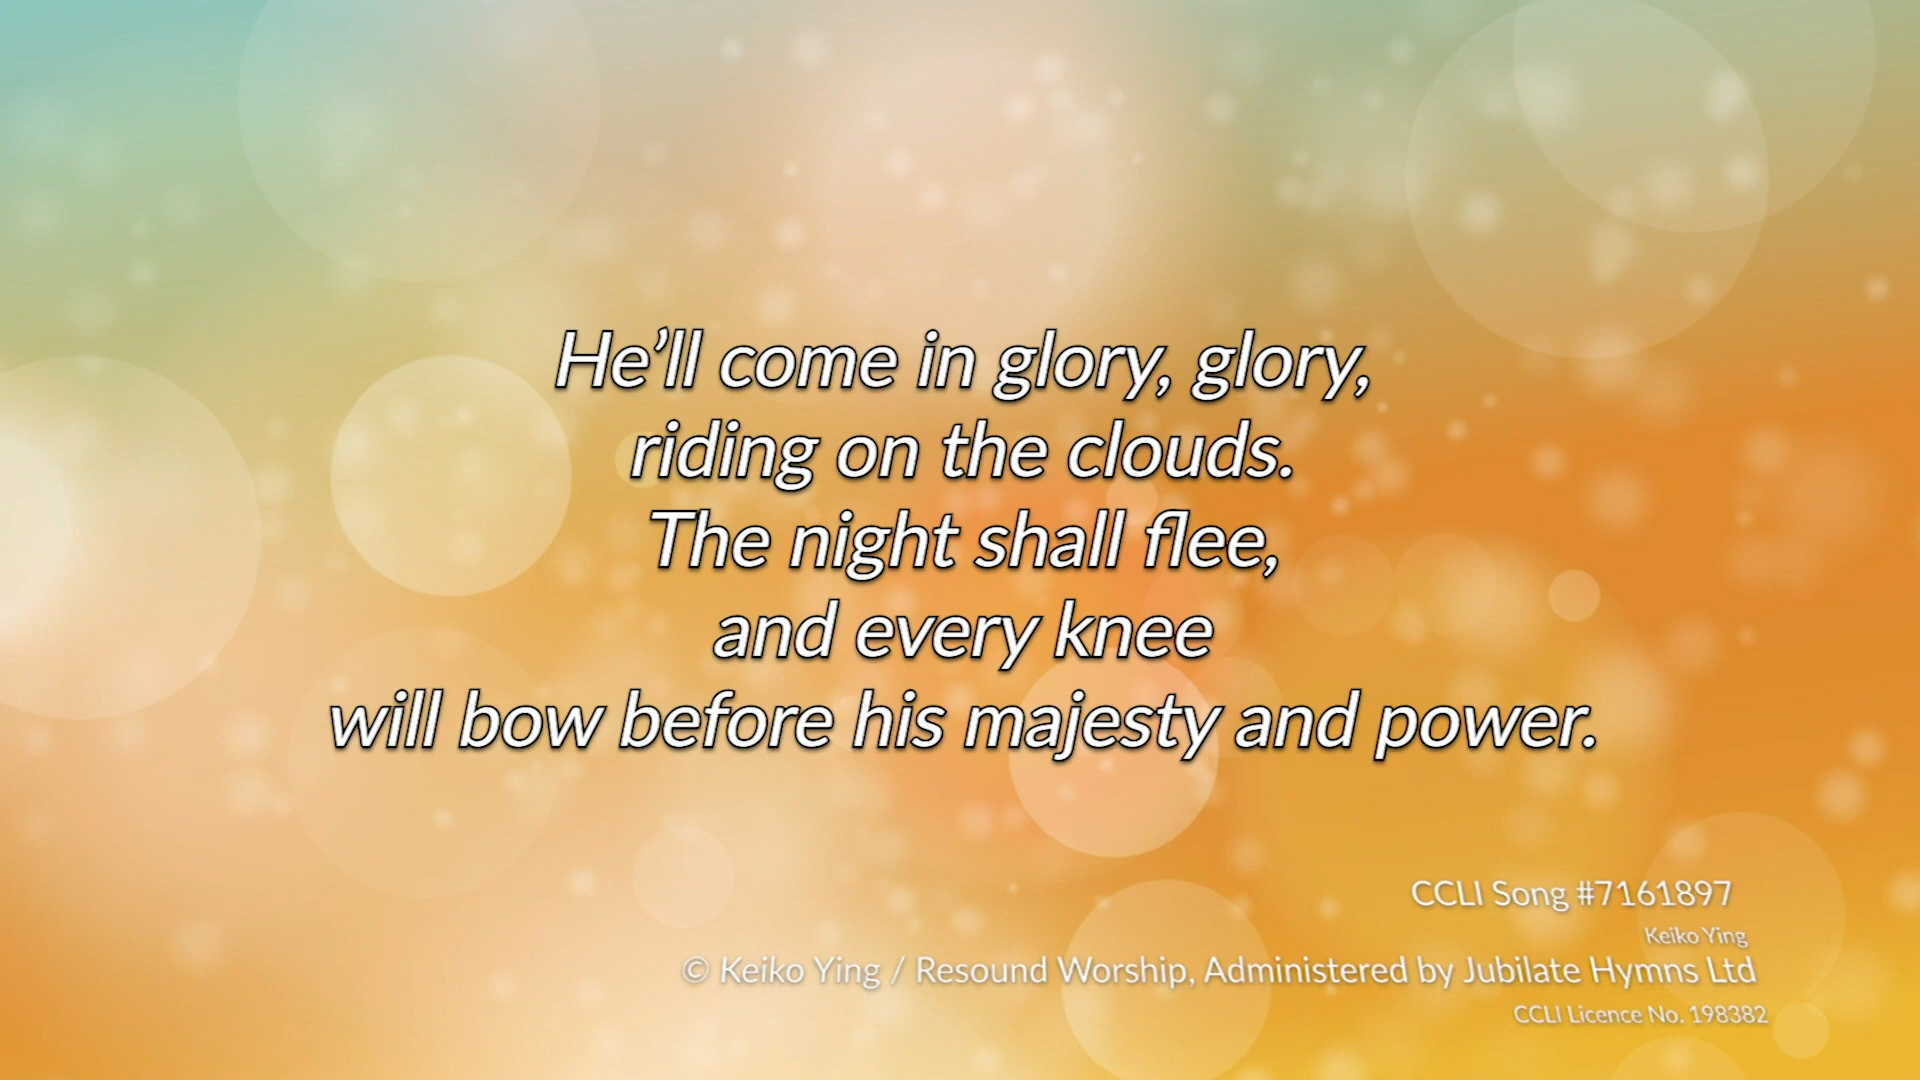 He’ll come in glory, glory,
riding on the clouds.
The night shall flee,
and every knee
will bow before his majesty and power.
CCLI Song #7161897
Keiko Ying
© Keiko Ying / Resound Worship, Administered by Jubilate Hymns Ltd
CCLI Licence No. 198382